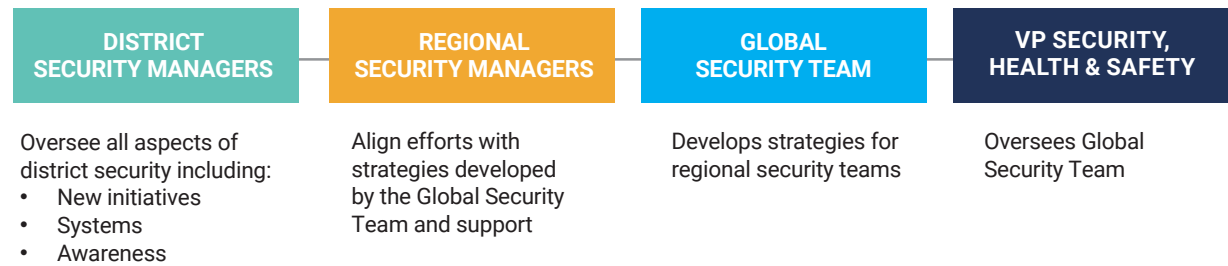 DISTRICT
SECURITY MANAGERS
Oversee all aspects of
district security including:
• New initiatives
• Systems
• Awareness
REGIONAL
SECURITY MANAGERS
Align efforts with
strategies developed
by the Global Security
Team and support
GLOBAL
SECURITY TEAM
Develops strategies for
regional security teams
VP SECURITY,
HEALTH & SAFETY
Oversees Global
Security Team